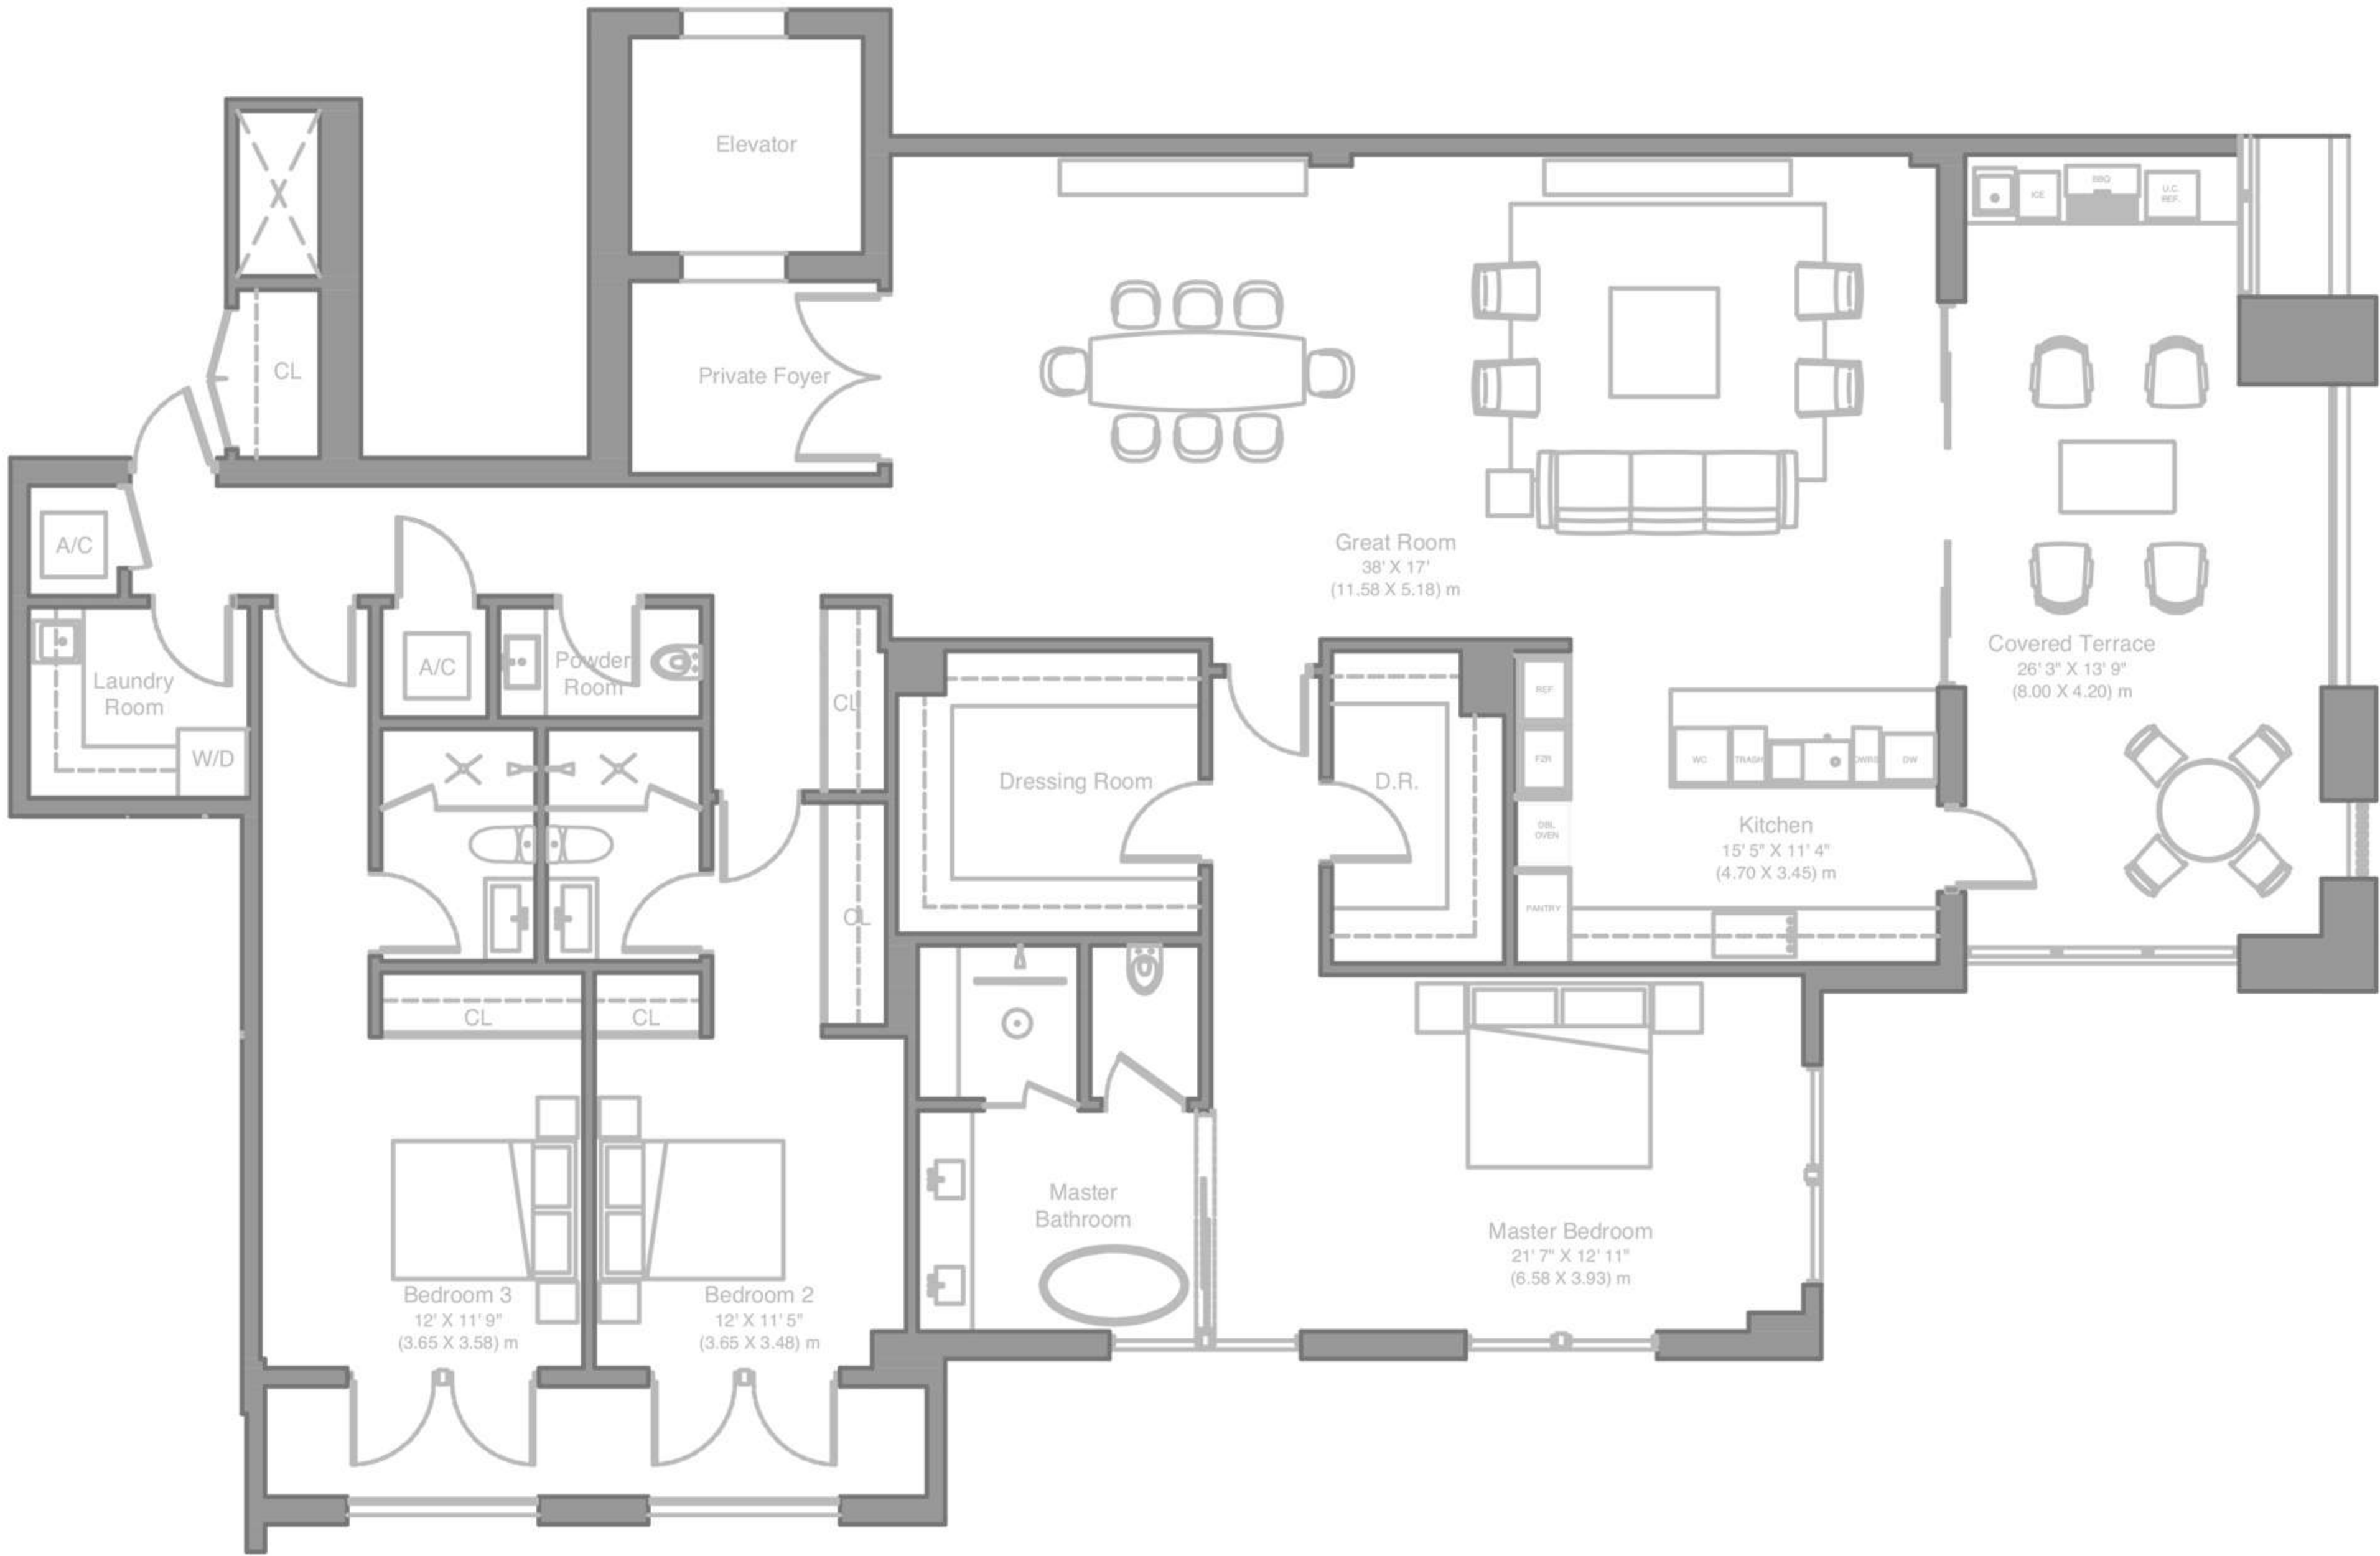 Elevator
Private Foyer
CL
A/C
Laundry
Room
W/D
A/C
Powder
Room
CL
CL
CL
CL
Great Room
38' X 17'
(11.58 X 5.18) m
Dressing Room
D.R.
REF
FZR
DBL
OVEN
PANTRY
WC
TRASH
DWRS
DW
Kitchen
15' 5" X 11' 4"
(4.70 X 3.45) m
ICE
BBQ
U.C.
REF.
Covered Terrace
26' 3" X 13' 9"
(8.00 X 4.20) m
Master
Bathroom
Master Bedroom
21' 7" X 12' 11"
(6.58 X 3.93) m
Bedroom 3
12' X 11' 9"
(3.65 X 3.58) m
Bedroom 2
12' X 11' 5"
(3.65 X 3.48) m